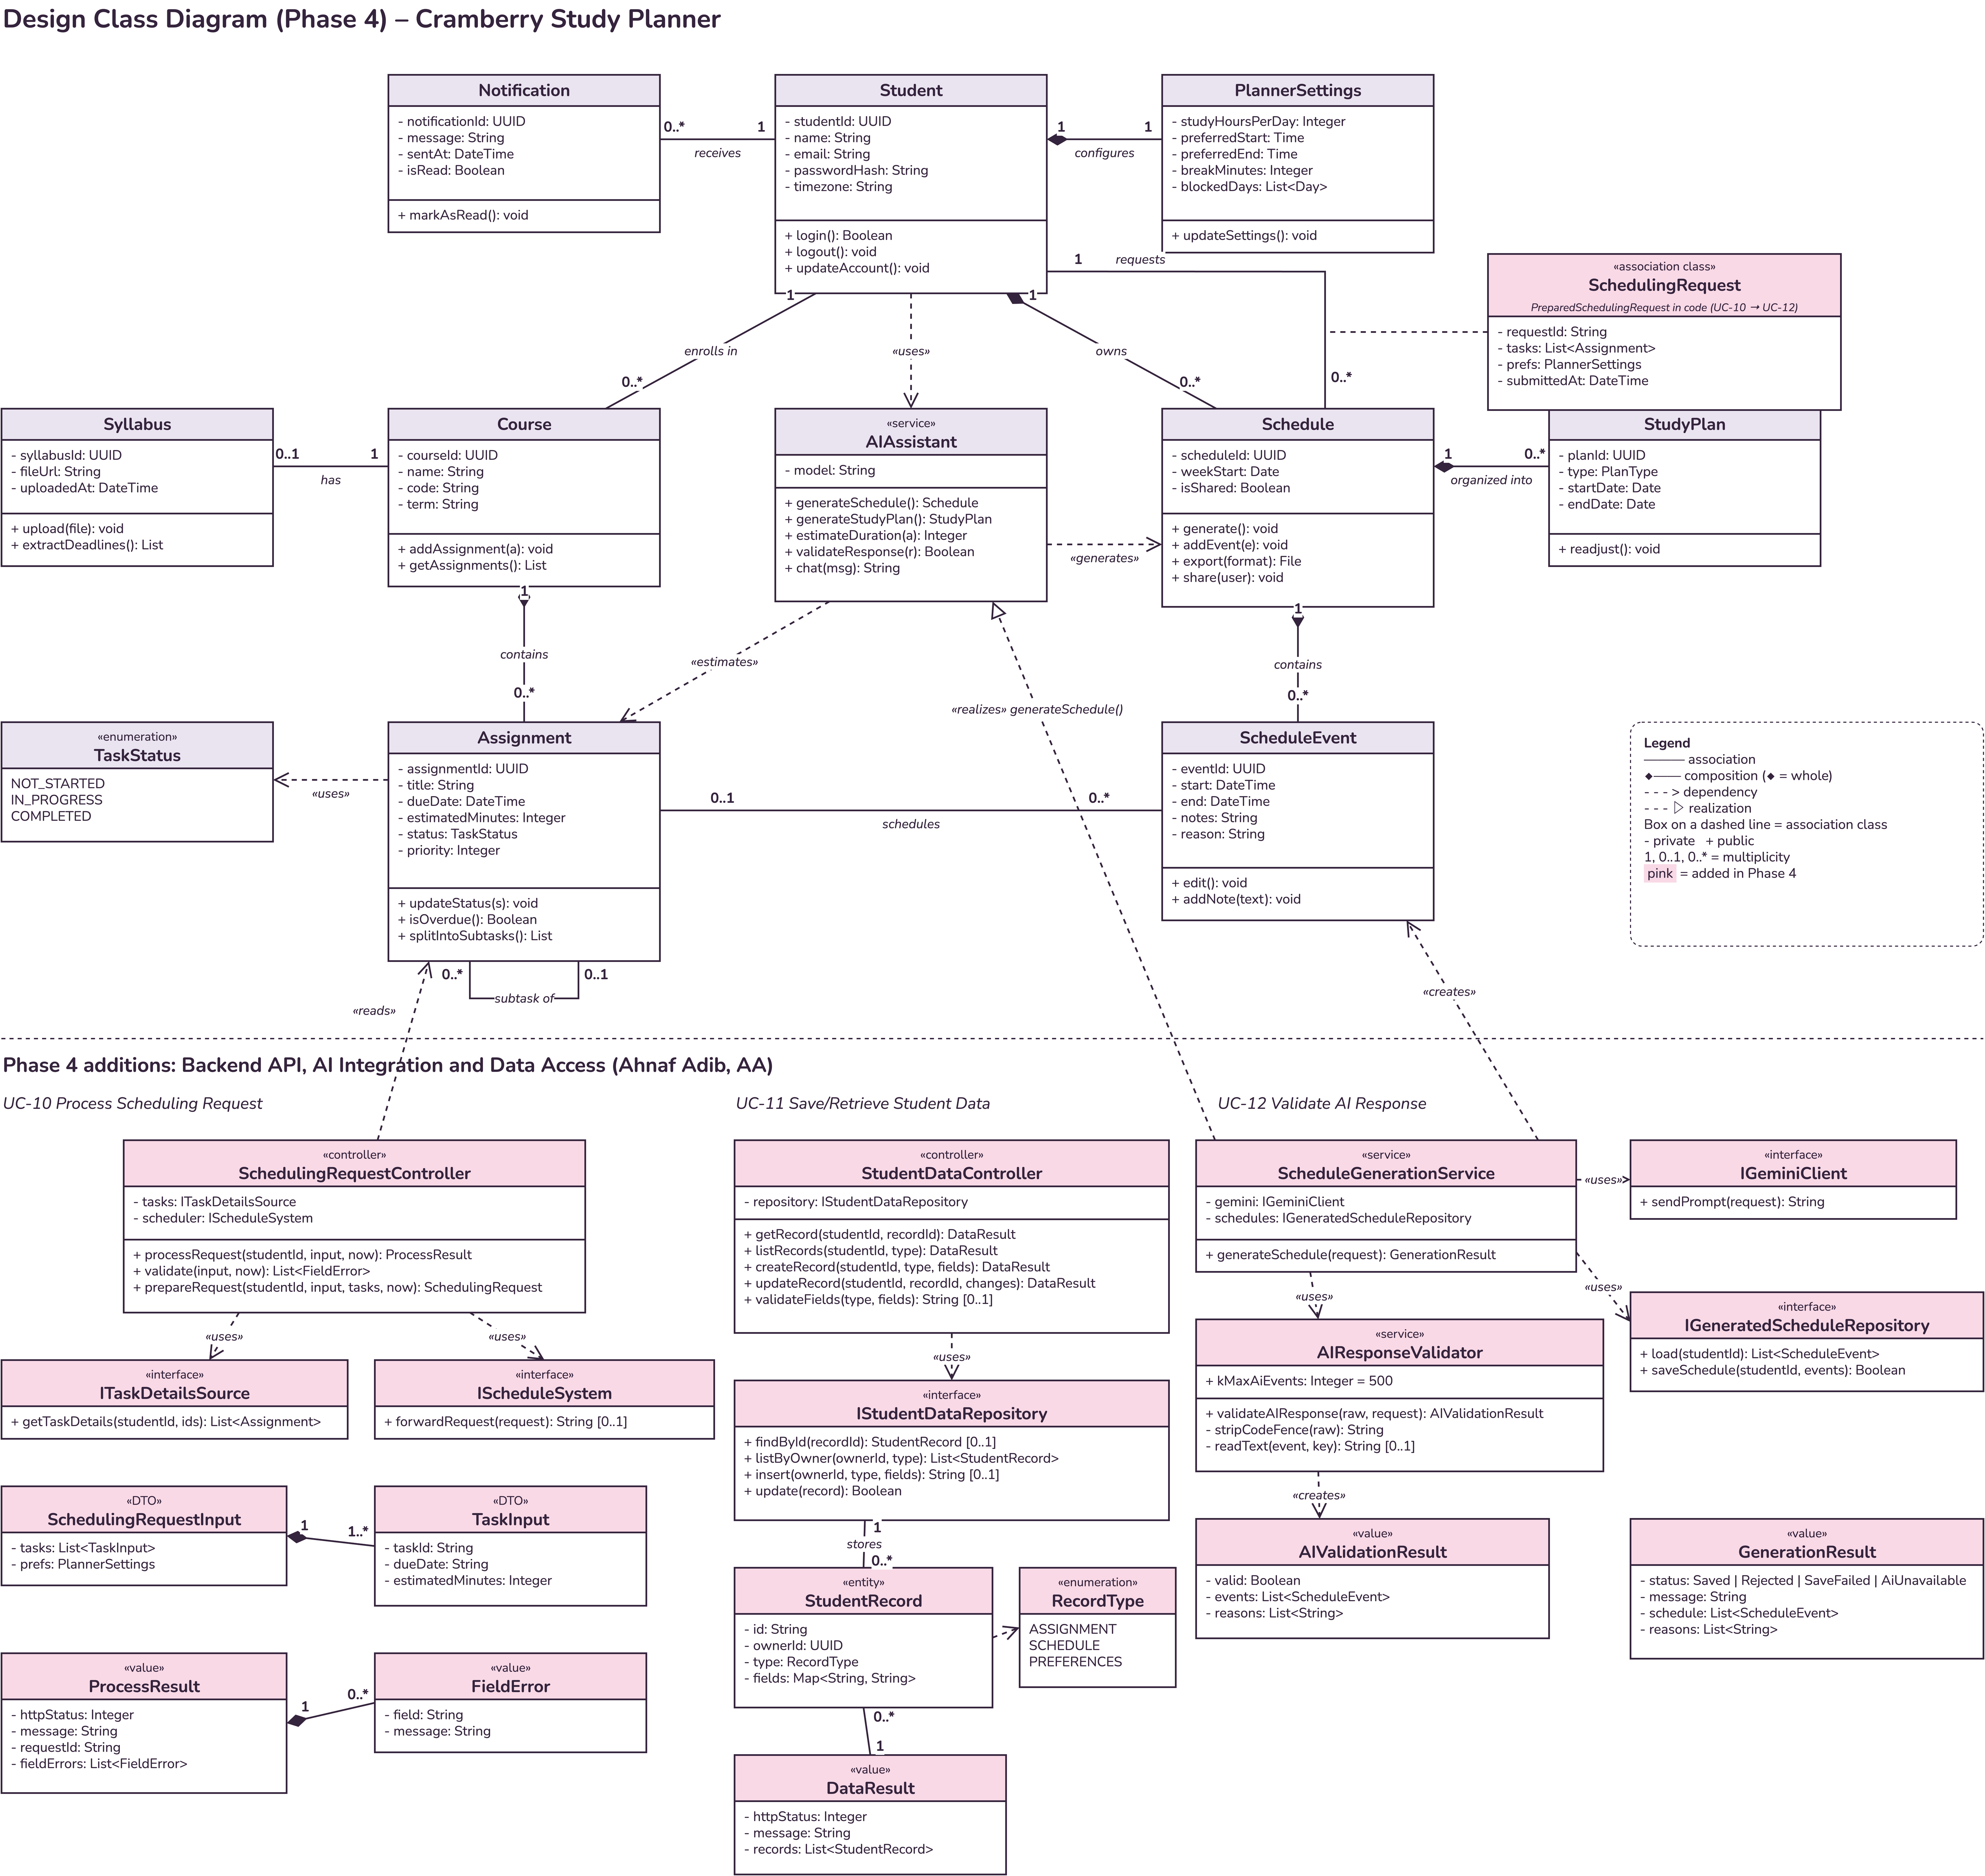 Design Class Diagram (Phase 4) – Cramberry Study Planner
Notification
- notificationId: UUID
- message: String
- sentAt: DateTime
- isRead: Boolean
+ markAsRead(): void
0..*
1
receives
Student
- studentId: UUID
- name: String
- email: String
- passwordHash: String
- timezone: String
+ login(): Boolean
+ logout(): void
+ updateAccount(): void
1
1
configures
PlannerSettings
- studyHoursPerDay: Integer
- preferredStart: Time
- preferredEnd: Time
- breakMinutes: Integer
- blockedDays: List<Day>
+ updateSettings(): void
1
requests
0..*
«association class»
SchedulingRequest
PreparedSchedulingRequest in code (UC-10 → UC-12)
- requestId: String
- tasks: List<Assignment>
- prefs: PlannerSettings
- submittedAt: DateTime
1
enrolls in
0..*
«uses»
1
owns
0..*
Syllabus
- syllabusId: UUID
- fileUrl: String
- uploadedAt: DateTime
+ upload(file): void
+ extractDeadlines(): List
0..1
1
has
Course
- courseId: UUID
- name: String
- code: String
- term: String
+ addAssignment(a): void
+ getAssignments(): List
«service»
AIAssistant
- model: String
+ generateSchedule(): Schedule
+ generateStudyPlan(): StudyPlan
+ estimateDuration(a): Integer
+ validateResponse(r): Boolean
+ chat(msg): String
«generates»
Schedule
- scheduleId: UUID
- weekStart: Date
- isShared: Boolean
+ generate(): void
+ addEvent(e): void
+ export(format): File
+ share(user): void
1
0..*
organized into
StudyPlan
- planId: UUID
- type: PlanType
- startDate: Date
- endDate: Date
+ readjust(): void
1
contains
0..*
«estimates»
«realizes» generateSchedule()
1
contains
0..*
«enumeration»
TaskStatus
NOT_STARTED
IN_PROGRESS
COMPLETED
«uses»
Assignment
- assignmentId: UUID
- title: String
- dueDate: DateTime
- estimatedMinutes: Integer
- status: TaskStatus
- priority: Integer
+ updateStatus(s): void
+ isOverdue(): Boolean
+ splitIntoSubtasks(): List
0..1
0..*
schedules
ScheduleEvent
- eventId: UUID
- start: DateTime
- end: DateTime
- notes: String
- reason: String
+ edit(): void
+ addNote(text): void
Legend
association
composition (◆ = whole)
- - - > dependency
- - - ▷ realization
Box on a dashed line = association class
- private + public
1, 0..1, 0..* = multiplicity
pink = added in Phase 4
0..*
0..1
subtask of
«reads»
«creates»
Phase 4 additions: Backend API, AI Integration and Data Access (Ahnaf Adib, AA)
UC-10 Process Scheduling Request
UC-11 Save/Retrieve Student Data
UC-12 Validate AI Response
«controller»
SchedulingRequestController
- tasks: ITaskDetailsSource
- scheduler: IScheduleSystem
+ processRequest(studentId, input, now): ProcessResult
+ validate(input, now): List<FieldError>
+ prepareRequest(studentId, input, tasks, now): SchedulingRequest
«uses»
«uses»
«interface»
ITaskDetailsSource
+ getTaskDetails(studentId, ids): List<Assignment>
«interface»
IScheduleSystem
+ forwardRequest(request): String [0..1]
«DTO»
SchedulingRequestInput
- tasks: List<TaskInput>
- prefs: PlannerSettings
1
1..*
«DTO»
TaskInput
- taskId: String
- dueDate: String
- estimatedMinutes: Integer
«value»
ProcessResult
- httpStatus: Integer
- message: String
- requestId: String
- fieldErrors: List<FieldError>
1
0..*
«value»
FieldError
- field: String
- message: String
«controller»
StudentDataController
- repository: IStudentDataRepository
+ getRecord(studentId, recordId): DataResult
+ listRecords(studentId, type): DataResult
+ createRecord(studentId, type, fields): DataResult
+ updateRecord(studentId, recordId, changes): DataResult
+ validateFields(type, fields): String [0..1]
«uses»
«interface»
IStudentDataRepository
+ findById(recordId): StudentRecord [0..1]
+ listByOwner(ownerId, type): List<StudentRecord>
+ insert(ownerId, type, fields): String [0..1]
+ update(record): Boolean
1
stores
0..*
«entity»
StudentRecord
- id: String
- ownerId: UUID
- type: RecordType
- fields: Map<String, String>
«enumeration»
RecordType
ASSIGNMENT
SCHEDULE
PREFERENCES
0..*
1
«value»
DataResult
- httpStatus: Integer
- message: String
- records: List<StudentRecord>
«service»
ScheduleGenerationService
- gemini: IGeminiClient
- schedules: IGeneratedScheduleRepository
+ generateSchedule(request): GenerationResult
«uses»
«interface»
IGeminiClient
+ sendPrompt(request): String
«uses»
«uses»
«interface»
IGeneratedScheduleRepository
+ load(studentId): List<ScheduleEvent>
+ saveSchedule(studentId, events): Boolean
«service»
AIResponseValidator
+ kMaxAiEvents: Integer = 500
+ validateAIResponse(raw, request): AIValidationResult
- stripCodeFence(raw): String
- readText(event, key): String [0..1]
«creates»
«value»
AIValidationResult
- valid: Boolean
- events: List<ScheduleEvent>
- reasons: List<String>
«value»
GenerationResult
- status: Saved | Rejected | SaveFailed | AiUnavailable
- message: String
- schedule: List<ScheduleEvent>
- reasons: List<String>